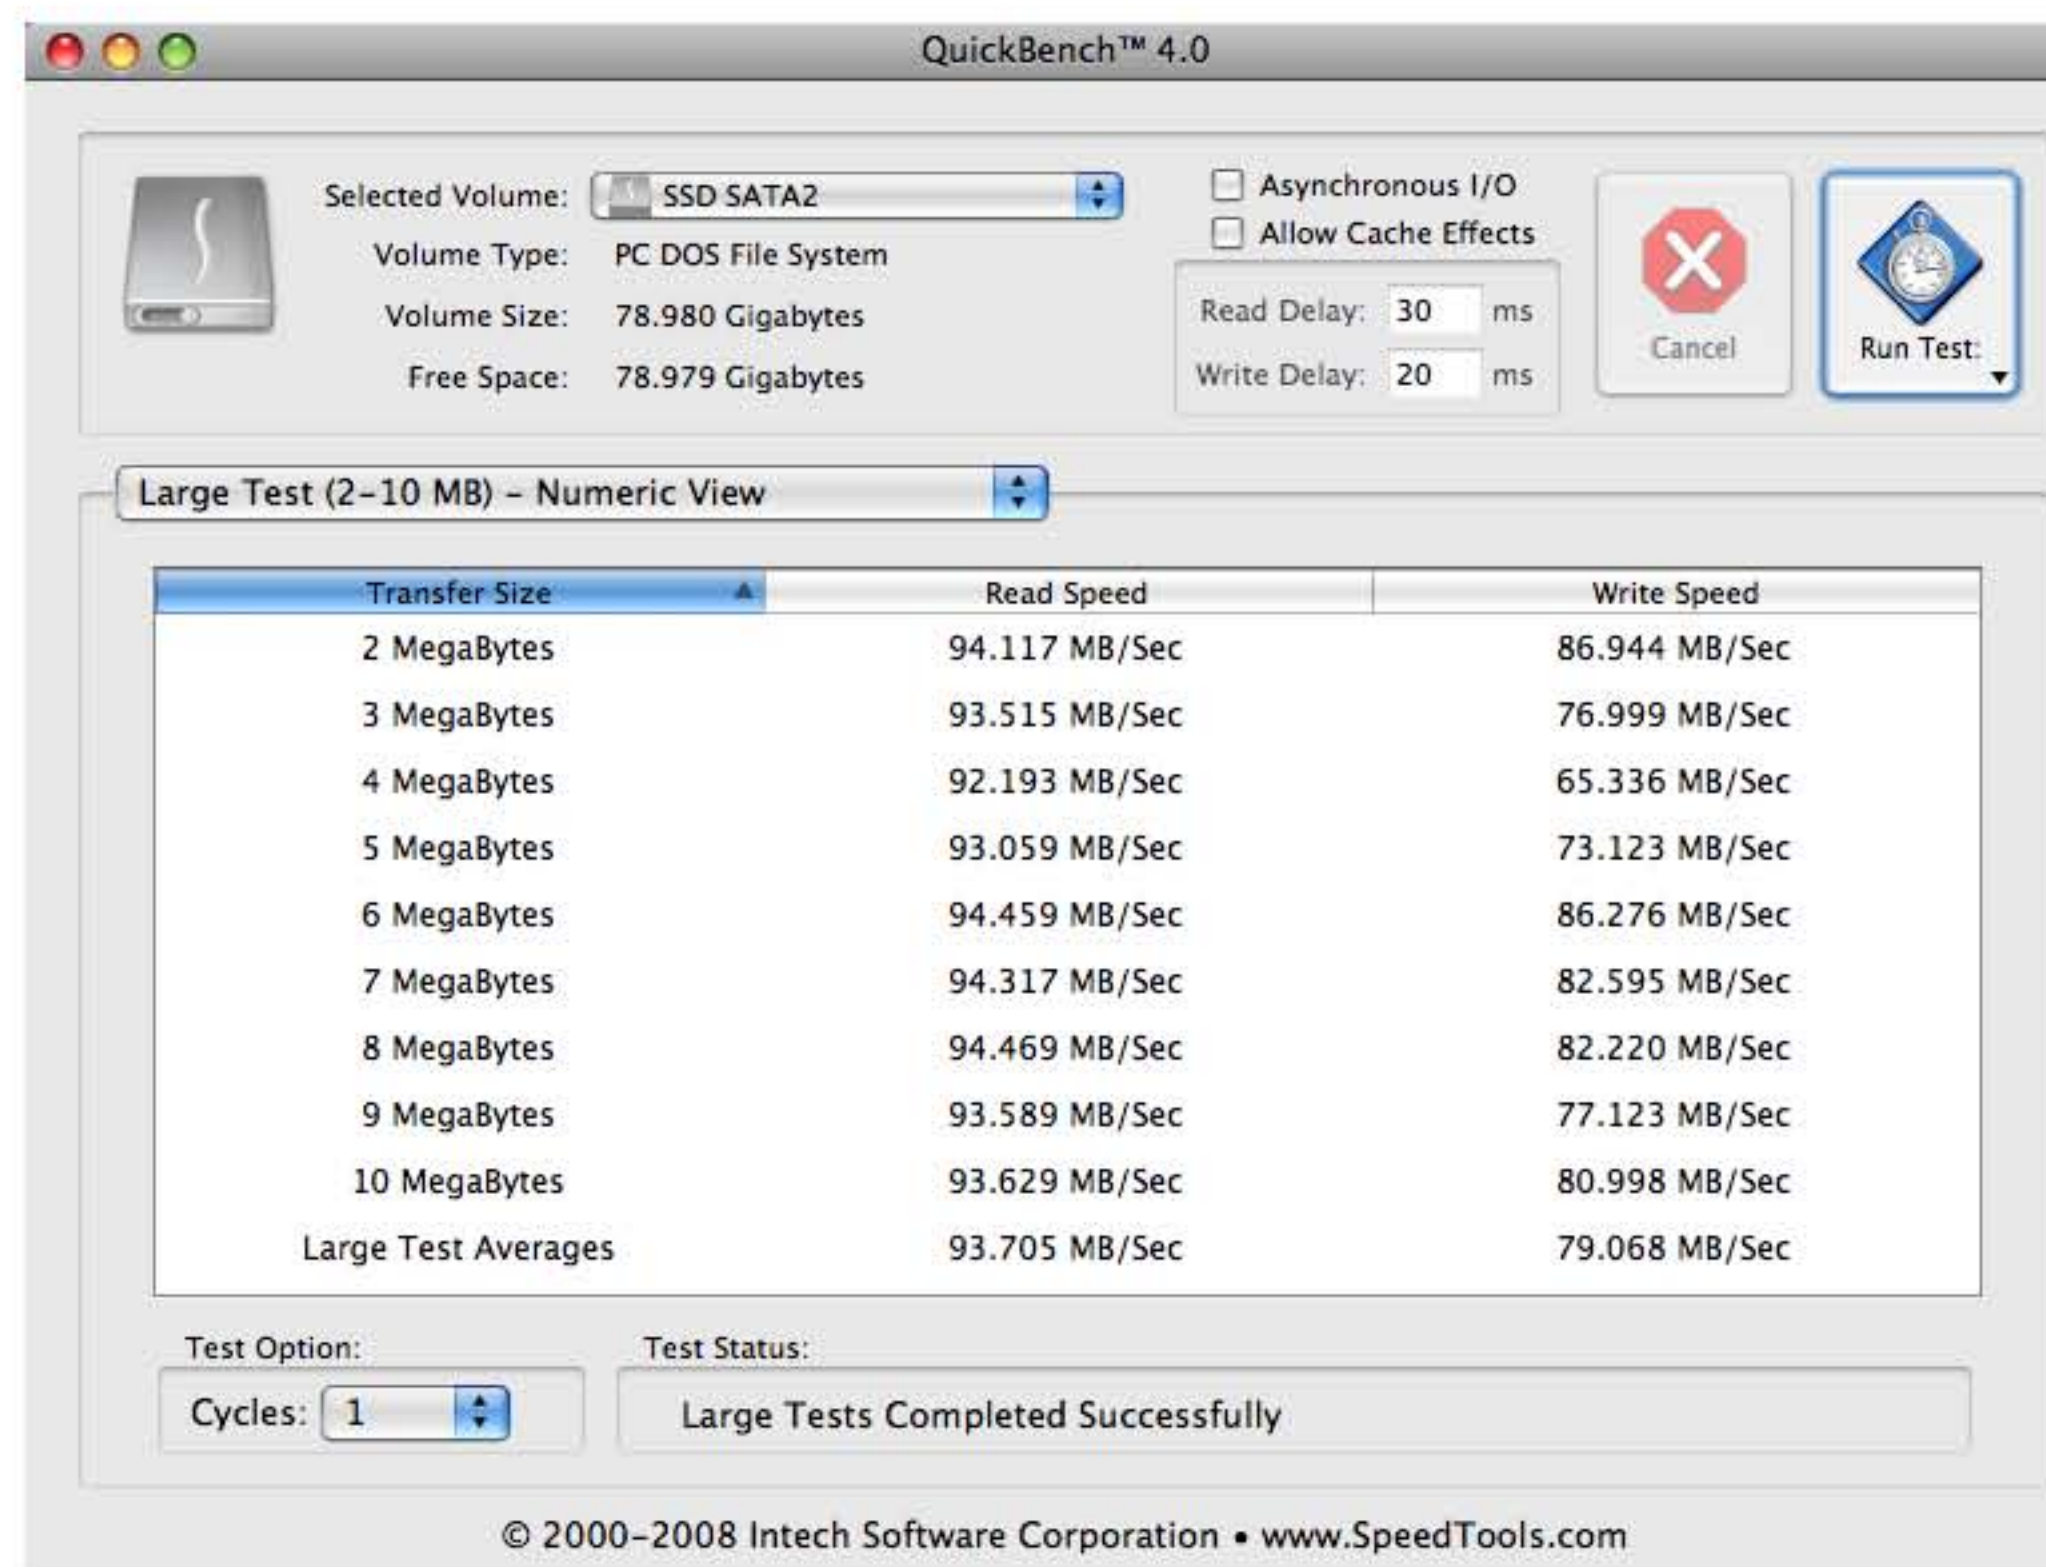 QuickBench™ 4.0
Selected Volume: SSD SATA2
Volume Type: PC DOS File System
Volume Size: 78.980 Gigabytes
Free Space: 78.979 Gigabytes
Asynchronous I/O
Allow Cache Effects
Read Delay: 30 ms
Write Delay: 20 ms
Cancel
Run Test:
Large Test (2-10 MB) - Numeric View
Transfer Size Read Speed Write Speed
2 MegaBytes 94.117 MB/Sec 86.944 MB/Sec
3 MegaBytes 93.515 MB/Sec 76.999 MB/Sec
4 MegaBytes 92.193 MB/Sec 65.336 MB/Sec
5 MegaBytes 93.059 MB/Sec 73.123 MB/Sec
6 MegaBytes 94.459 MB/Sec 86.276 MB/Sec
7 MegaBytes 94.317 MB/Sec 82.595 MB/Sec
8 MegaBytes 94.469 MB/Sec 82.220 MB/Sec
9 MegaBytes 93.589 MB/Sec 77.123 MB/Sec
10 MegaBytes 93.629 MB/Sec 80.998 MB/Sec
Large Test Averages 93.705 MB/Sec 79.068 MB/Sec
Test Option: Test Status:
Cycles: 1 Large Tests Completed Successfully
© 2000-2008 Intech Software Corporation • www.SpeedTools.com